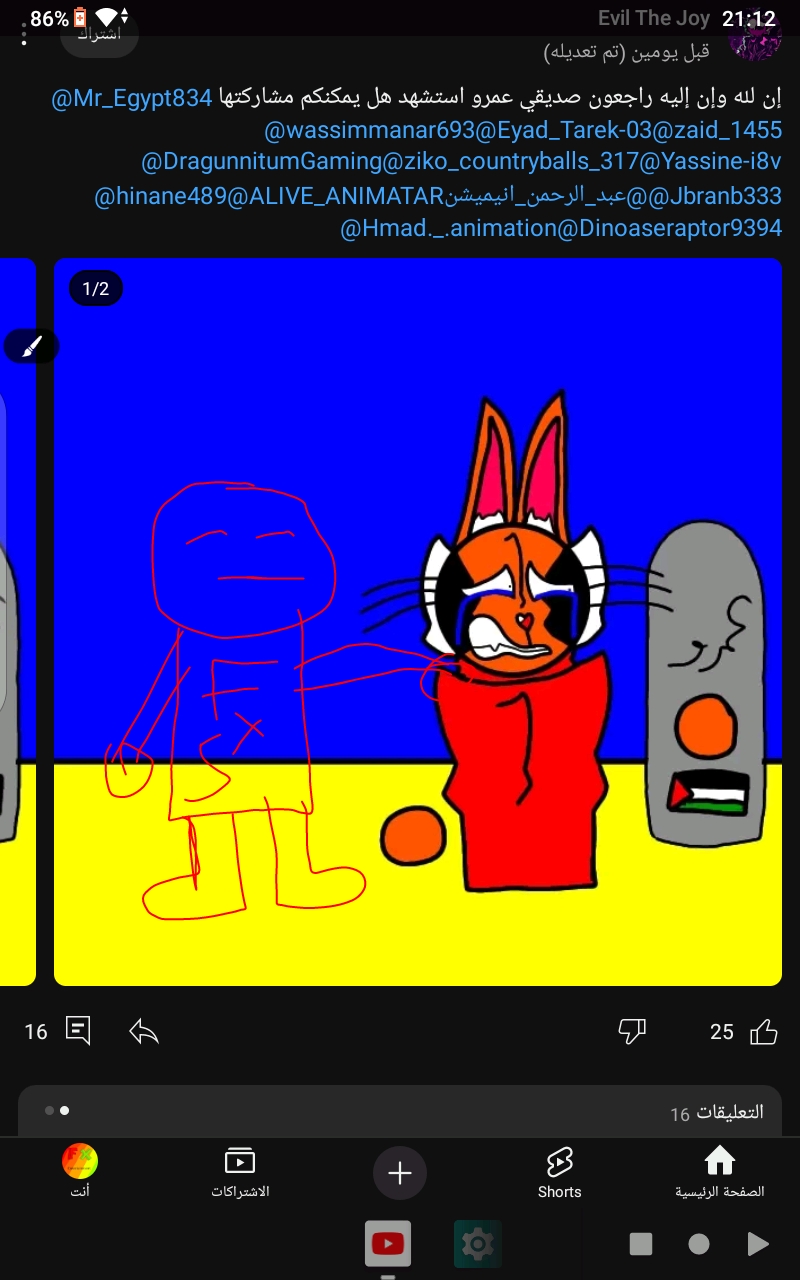 86%
21:12
Evil The Joy
اشتراك
قبل يومين (تم تعديله)
إن لله وإن إليه راجعون صديقي عمرو استشهد هل يمكنكم مشاركتها @Mr_Egypt834
@wassimmanar693@Eyad_Tarek-03@zaid_1455
@DragunnitumGaming@ziko_countryballs_317@Yassine-i8v
@hinane489@ALIVE_ANIMATARعبد_الرحمن_انيميشن@@Jbranb333
@Hmad._.animation@Dinoaseraptor9394
1/2
عمرو
F
X
S
16
25
التعليقات 16
الصفحة الرئيسية
Shorts
الاشتراكات
FX
أنت